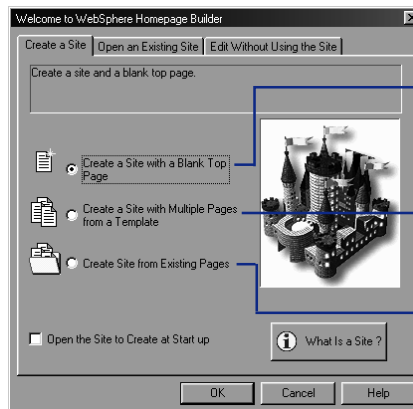 Welcome to WebSphere Homepage Builder
Create a Site
Open an Existing Site
Edit Without Using the Site
Create a site and a blank top page.
Create a Site with a Blank Top
Page
Create a Site with Multiple Pages
from a Template
Create Site from Existing Pages
Open the Site to Create at Start up
What Is a Site ?
OK
Cancel
Help